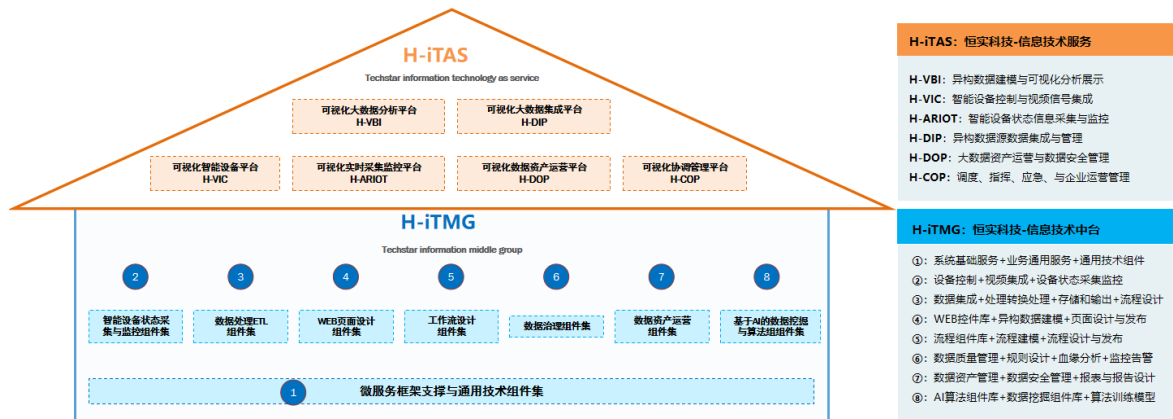 H-iTAS
Techstar information technology as service
可视化大数据分析平台
H-VBI
可视化大数据集成平台
H-DIP
可视化智能设备平台
H-VIC
可视化实时采集监控平台
H-ARIOT
可视化数据资产运营平台
H-DOP
可视化协调管理平台
H-COP
H-iTMG
Techstar information middle group
2
3
4
5
6
7
8
智能设备状态采
集与监控组件集
数据处理ETL
组件集
WEB页面设计
组件集
工作流设计
组件集
数据治理组件集
数据资产运营
组件集
基于AI的数据挖掘
与算法组件集
1
微服务框架支撑与通用技术组件集
H-iTAS：恒实科技-信息技术服务
H-VBI：异构数据建模与可视化分析展示
H-VIC：智能设备控制与视频信号集成
H-ARIOT：智能设备状态信息采集与监控
H-DIP：异构数据源数据集成与管理
H-DOP：大数据资产运营与数据安全管理
H-COP：调度、指挥、应急、与企业运营管理
H-iTMG：恒实科技-信息技术中台
①：系统基础服务+业务通用服务+通用技术组件
②：设备控制+视频集成+设备状态采集监控
③：数据集成+处理转换处理+存储和输出+流程设计
④：WEB控件库+异构数据建模+页面设计与发布
⑤：流程组件库+流程建模+流程设计与发布
⑥：数据质量管理+规则设计+血缘分析+监控告警
⑦：数据资产管理+数据安全管理+报表与报告设计
⑧：AI算法组件库+数据挖掘组件库+算法训练模型